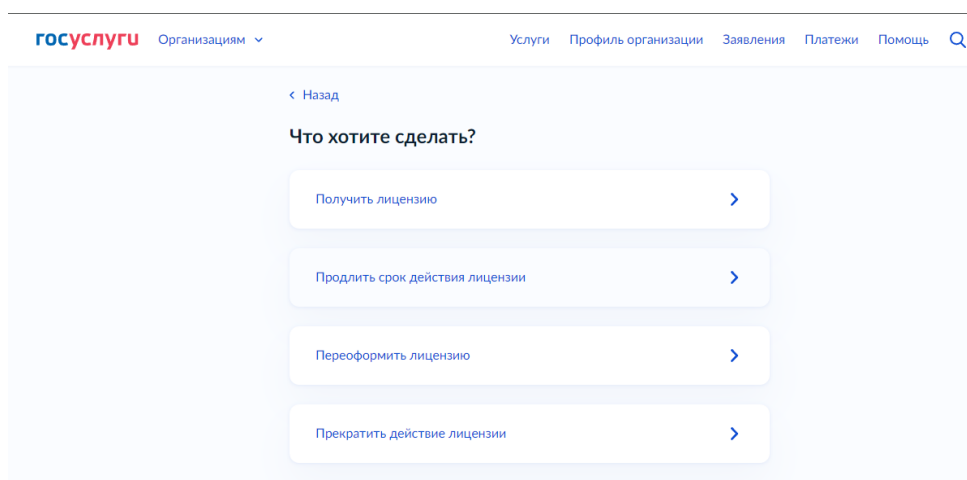 госуслуги Организациям Услуги Профиль организации Заявления Платежи Помощь
Назад
Что хотите сделать?
Получить лицензию
Продлить срок действия лицензии
Переоформить лицензию
Прекратить действие лицензии